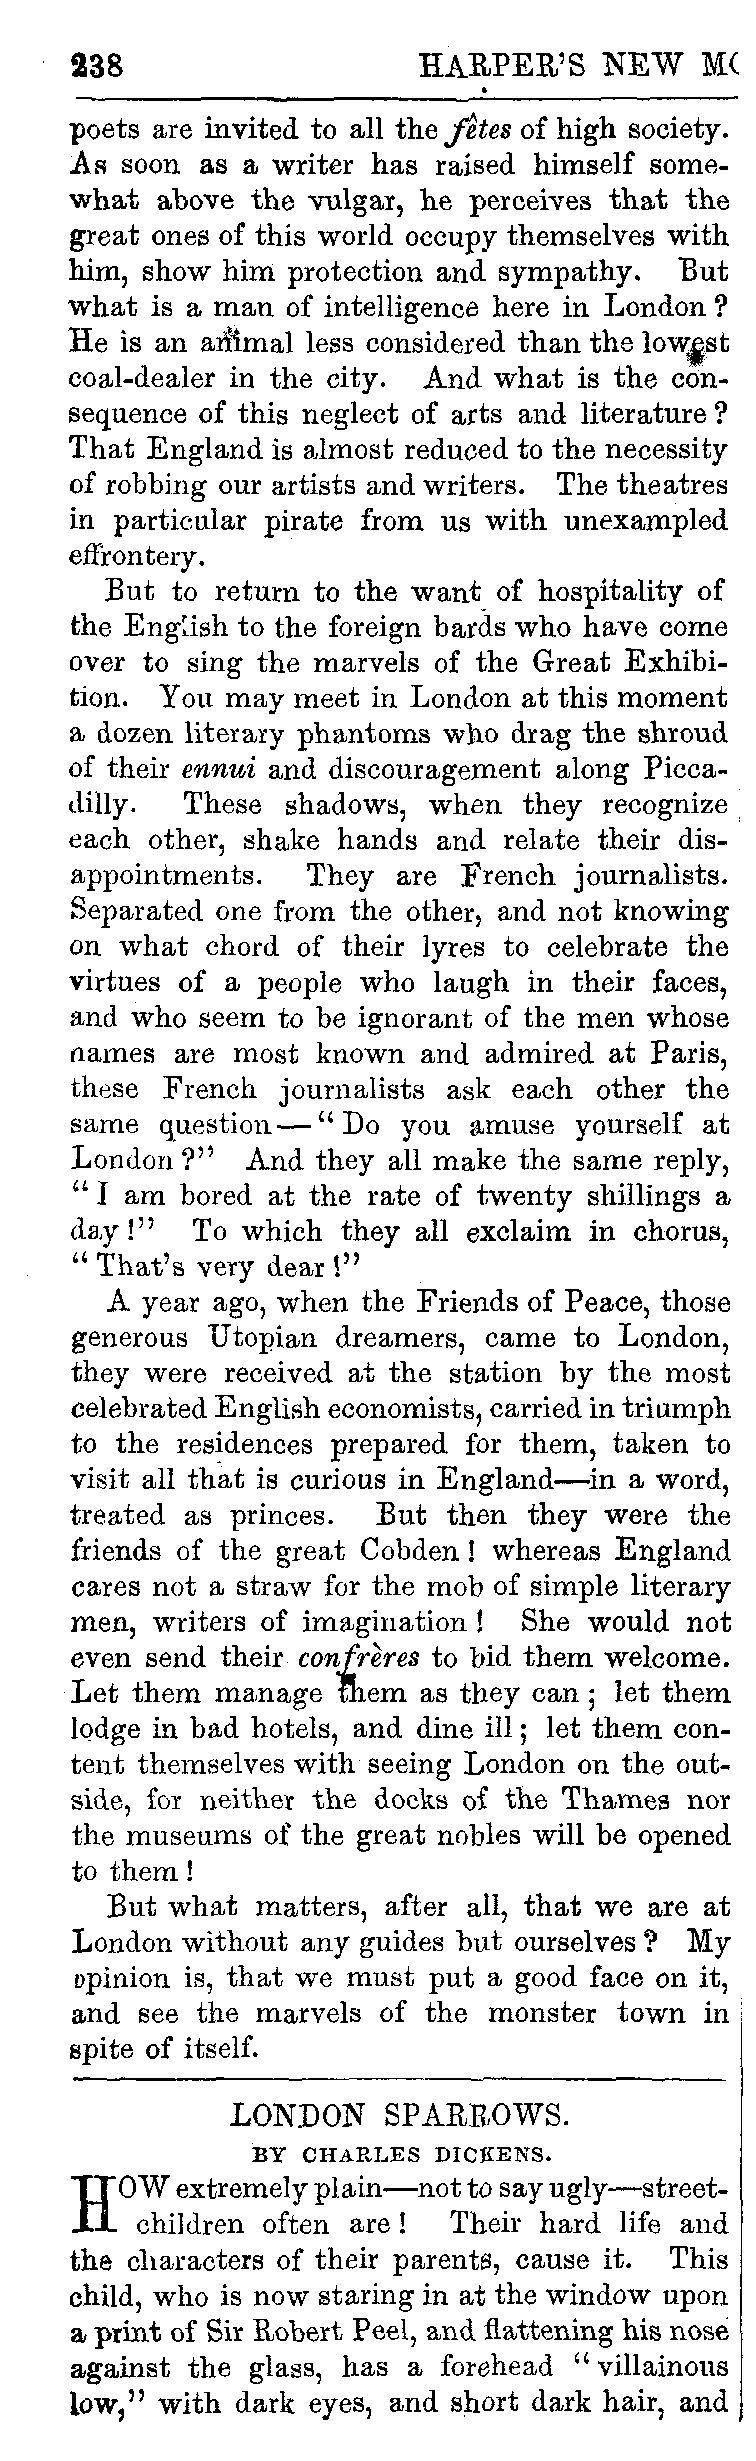 238 HARPER'S NEW MO
poets are invited to all the fêtes of high society.
As soon as a writer has raised himself some-
what above the vulgar, he perceives that the
great ones of this world occupy themselves with
him, show him protection and sympathy. But
what is a man of intelligence here in London?
He is an animal less considered than the lowest
coal-dealer in the city. And what is the con-
sequence of this neglect of arts and literature?
That England is almost reduced to the necessity
of robbing our artists and writers. The theatres
in particular pirate from us with unexampled
effrontery.
But to return to the want of hospitality of
the English to the foreign bards who have come
over to sing the marvels of the Great Exhibi-
tion. You may meet in London at this moment
a dozen literary phantoms who drag the shroud
of their ennui and discouragement along Picca-
dilly. These shadows, when they recognize
each other, shake hands and relate their dis-
appointments. They are French journalists.
Separated one from the other, and not knowing
on what chord of their lyres to celebrate the
virtues of a people who laugh in their faces,
and who seem to be ignorant of the men whose
names are most known and admired at Paris,
these French journalists ask each other the
same question—"Do you amuse yourself at
London?" And they all make the same reply,
"I am bored at the rate of twenty shillings a
day!" To which they all exclaim in chorus,
"That's very dear!"
A year ago, when the Friends of Peace, those
generous Utopian dreamers, came to London,
they were received at the station by the most
celebrated English economists, carried in triumph
to the residences prepared for them, taken to
visit all that is curious in England—in a word,
treated as princes. But then they were the
friends of the great Cobden! whereas England
cares not a straw for the mob of simple literary
men, writers of imagination! She would not
even send their confrères to bid them welcome.
Let them manage them as they can; let them
lodge in bad hotels, and dine ill; let them con-
tent themselves with seeing London on the out-
side, for neither the docks of the Thames nor
the museums of the great nobles will be opened
to them!
But what matters, after all, that we are at
London without any guides but ourselves? My
opinion is, that we must put a good face on it,
and see the marvels of the monster town in
spite of itself.
LONDON SPARROWS.
BY CHARLES DICKENS.
HOW extremely plain—not to say ugly—street-
children often are! Their hard life and
the characters of their parents, cause it. This
child, who is now staring in at the window upon
a print of Sir Robert Peel, and flattening his nose
against the glass, has a forehead "villainous
low," with dark eyes, and short dark hair, and